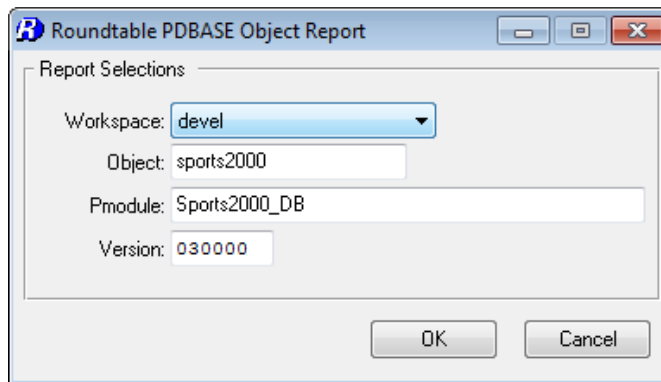 Roundtable PDBASE Object Report
Report Selections
Workspace: devel
Object: sports2000
Pmodule: Sports2000_DB
Version: 030000
OK Cancel